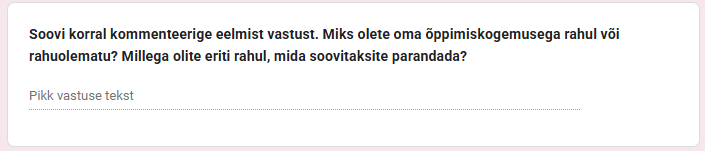 Soovi korral kommenteerige eelmist vastust. Miks olete oma õppimiskogemusega rahul või
rahuolematu? Millega olite eriti rahul, mida soovitaksite parandada?
Pikk vastuse tekst